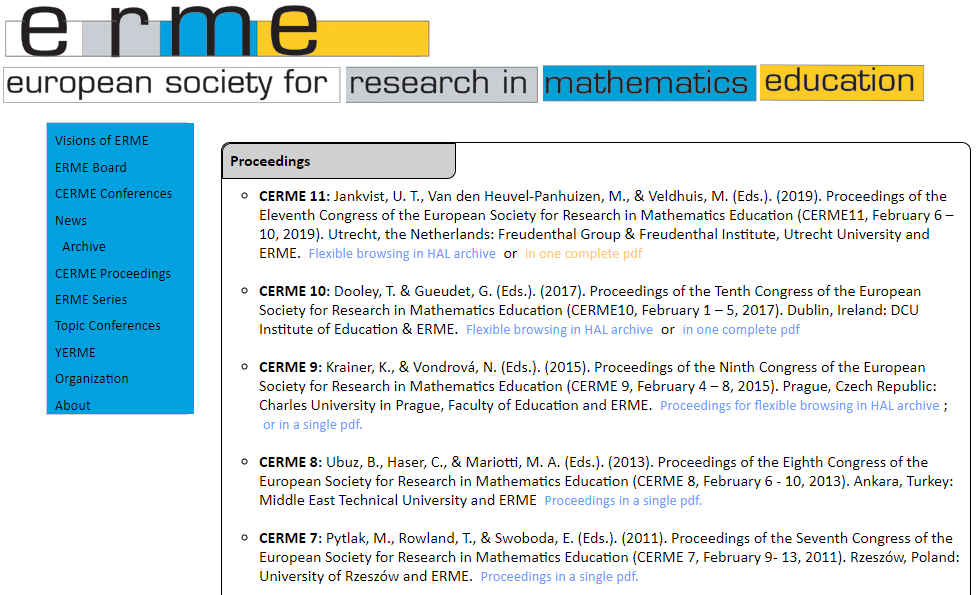 erme
european society for research in mathematics education
Visions of ERME
ERME Board
CERME Conferences
News
Archive
CERME Proceedings
ERME Series
Topic Conferences
YERME
Organization
About
Proceedings
CERME 11: Jankvist, U. T., Van den Heuvel-Panhuizen, M., & Veldhuis, M. (Eds.). (2019). Proceedings of the
Eleventh Congress of the European Society for Research in Mathematics Education (CERME11, February 6 –
10, 2019). Utrecht, the Netherlands: Freudenthal Group & Freudenthal Institute, Utrecht University and
ERME. Flexible browsing in HAL archive or in one complete pdf
CERME 10: Dooley, T. & Gueudet, G. (Eds.). (2017). Proceedings of the Tenth Congress of the European
Society for Research in Mathematics Education (CERME10, February 1 – 5, 2017). Dublin, Ireland: DCU
Institute of Education & ERME. Flexible browsing in HAL archive or in one complete pdf
CERME 9: Krainer, K., & Vondrová, N. (Eds.). (2015). Proceedings of the Ninth Congress of the European
Society for Research in Mathematics Education (CERME 9, February 4 – 8, 2015). Prague, Czech Republic:
Charles University in Prague, Faculty of Education and ERME. Proceedings for flexible browsing in HAL archive ;
or in a single pdf.
CERME 8: Ubuz, B., Haser, C., & Mariotti, M. A. (Eds.). (2013). Proceedings of the Eighth Congress of the
European Society for Research in Mathematics Education (CERME 8, February 6 - 10, 2013). Ankara, Turkey:
Middle East Technical University and ERME Proceedings in a single pdf.
CERME 7: Pytlak, M., Rowland, T., & Swoboda, E. (Eds.). (2011). Proceedings of the Seventh Congress of the
European Society for Research in Mathematics Education (CERME 7, February 9- 13, 2011). Rzeszów, Poland:
University of Rzeszów and ERME. Proceedings in a single pdf.